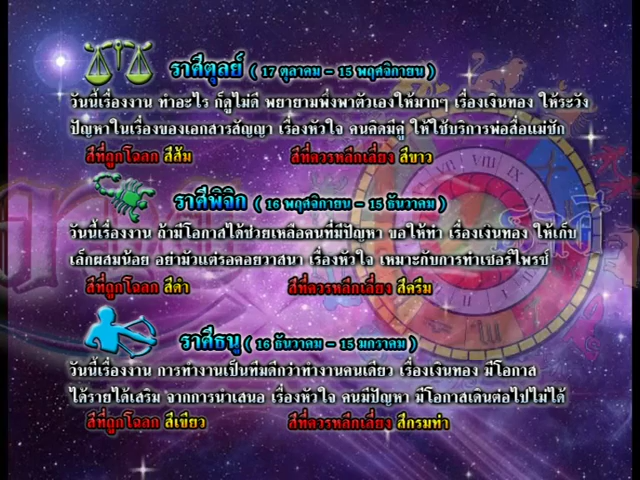 ราศีตุลย์ ( 17 ตุลาคม - 15 พฤศจิกายน )
วันนี้เรื่องงาน ทำอะไร ก็ดูไม่ดี พยายามพึ่งพาตัวเองให้มากๆ เรื่องเงินทอง ให้ระวัง
ปัญหาในเรื่องของเอกสารสัญญา เรื่องหัวใจ คนคิดมีคู่ ให้ใช้บริการพ่อสื่อแม่ชัก
สีที่ถูกโฉลก สีส้ม สีที่ควรหลีกเลี่ยง สีขาว
ราศีพิจิก ( 16 พฤศจิกายน - 15 ธันวาคม )
วันนี้เรื่องงาน ถ้ามีโอกาสได้ช่วยเหลือคนที่มีปัญหา ขอให้ทำ เรื่องเงินทอง ให้เก็บ
เล็กผสมน้อย อย่ามัวแต่รอคอยวาสนา เรื่องหัวใจ เหมาะกับการทำเซอร์ไพรซ์
สีที่ถูกโฉลก สีดำ สีที่ควรหลีกเลี่ยง สีครีม
ราศีธนู ( 16 ธันวาคม - 15 มกราคม )
วันนี้เรื่องงาน การทำงานเป็นทีมดีกว่าทำงานคนเดียว เรื่องเงินทอง มีโอกาส
ได้รายได้เสริม จากการนำเสนอ เรื่องหัวใจ คนมีปัญหา มีโอกาสเดินต่อไปไม่ได้
สีที่ถูกโฉลก สีเขียว สีที่ควรหลีกเลี่ยง สีกรมท่า